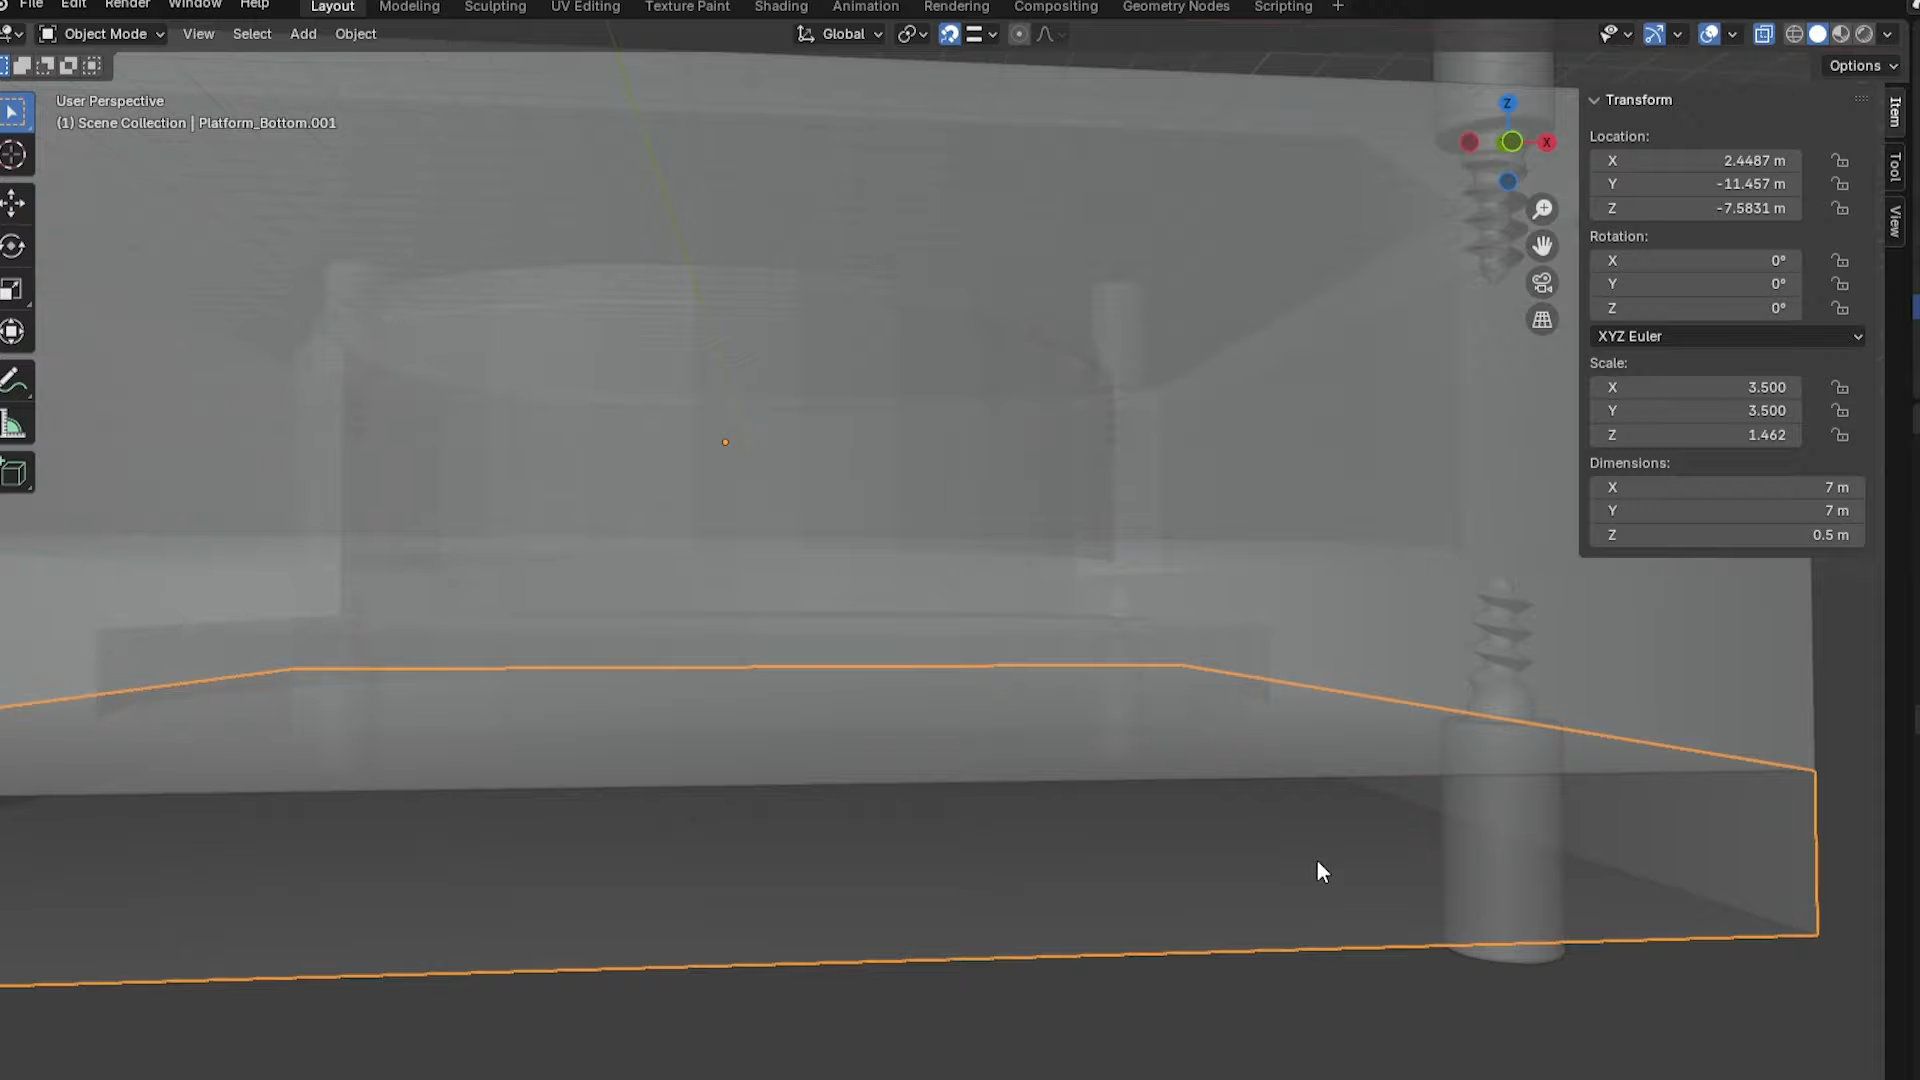 File Edit Render Window Help Layout Modeling Sculpting UV Editing Texture Paint Shading Animation Rendering Compositing Geometry Nodes Scripting +
Object Mode View Select Add Object Global
Options
User Perspective
(1) Scene Collection | Platform_Bottom.001
Z
X
Transform
Location:
X 2.4487 m
Y -11.457 m
Z -7.5831 m
Rotation:
X 0°
Y 0°
Z 0°
XYZ Euler
Scale:
X 3.500
Y 3.500
Z 1.462
Dimensions:
X 7 m
Y 7 m
Z 0.5 m
Item
Tool
View